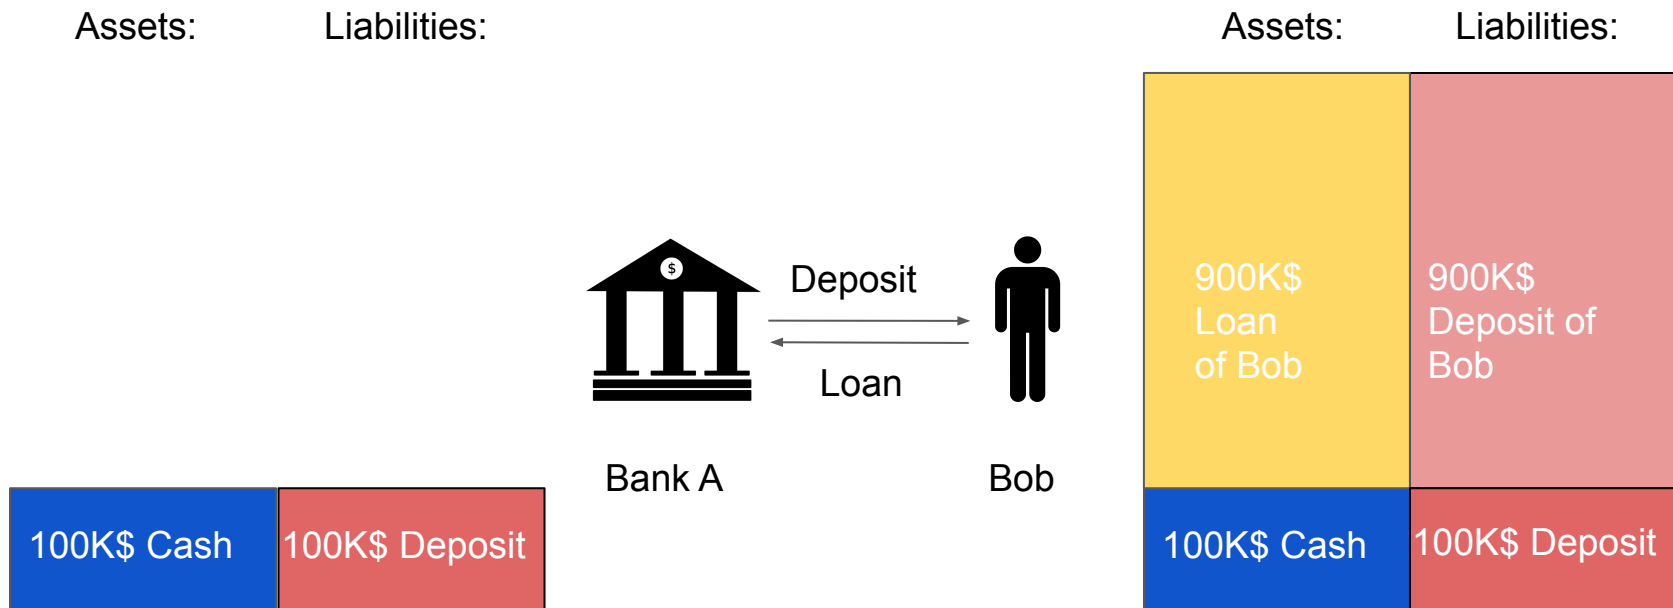 Assets:
Liabilities:
Assets:
Liabilities:
$
Deposit
Loan
Bank A
Bob
900K$
Loan
of Bob
900K$
Deposit of
Bob
100K$ Cash
100K$ Deposit
100K$ Cash
100K$ Deposit